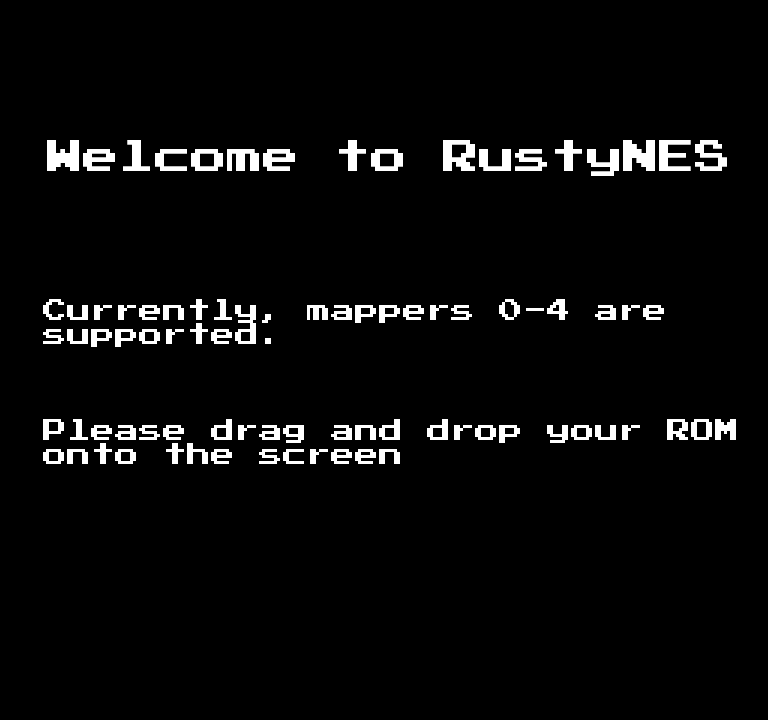 Welcome to RustyNES
Currently, mappers 0-4 are
supported.
Please drag and drop your ROM
onto the screen